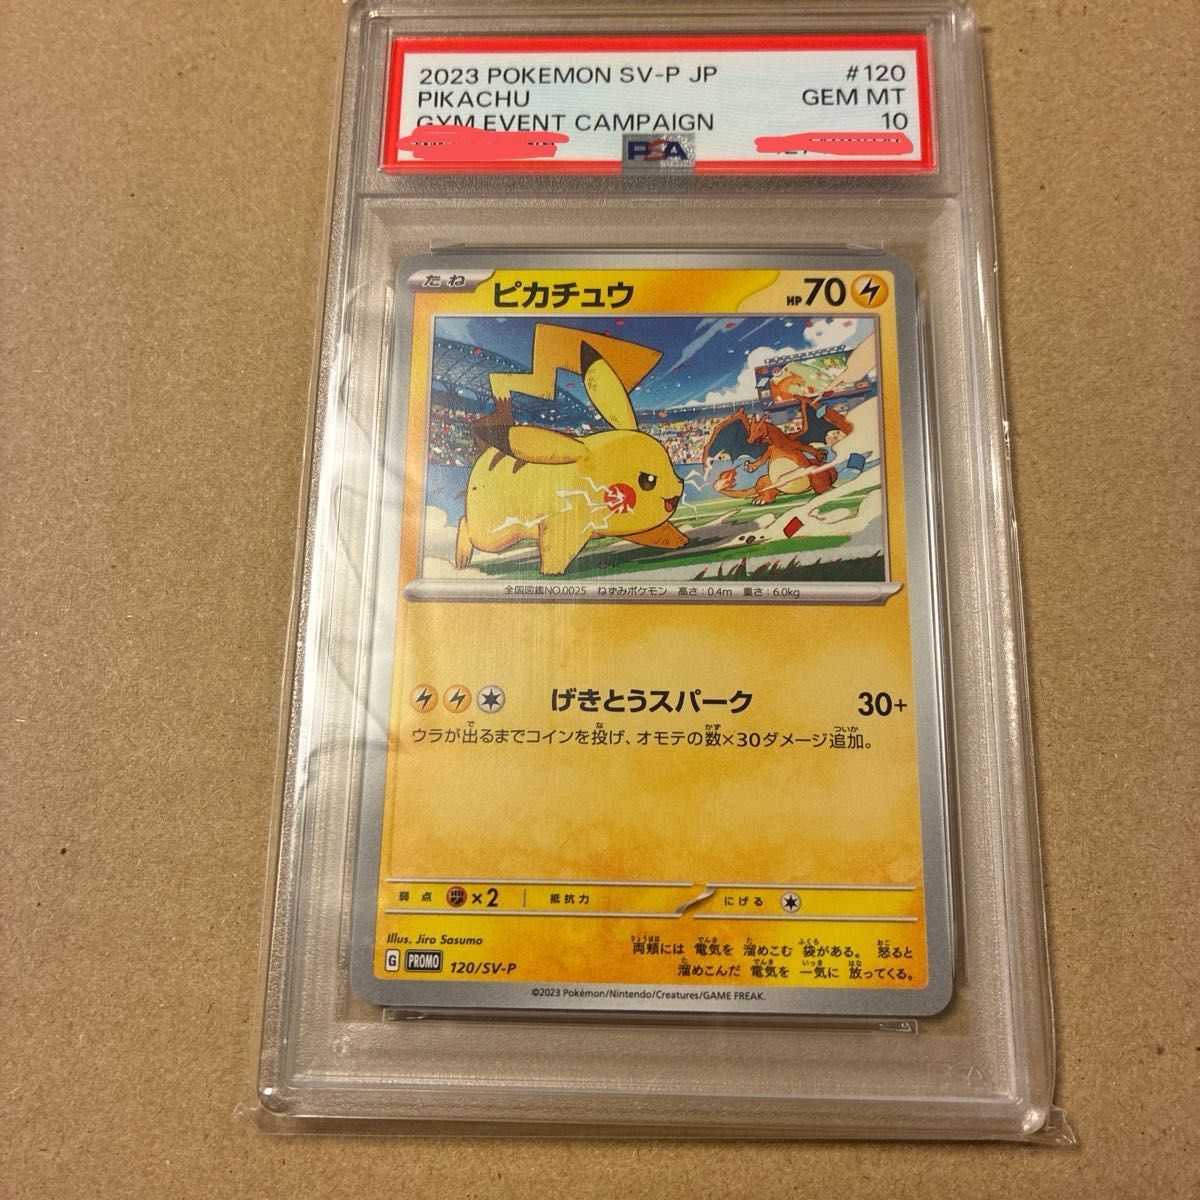 2023 POKEMON SV-P JP #120
PIKACHU GEM MT
GYM EVENT CAMPAIGN 10
PSA
たね ピカチュウ HP70
全国図鑑NO.0025 ねずみポケモン 高さ:0.4m 重さ:6.0kg
げきとうスパーク 30+
ウラが出るまでコインを投げ、オモテの数×30ダメージ追加。
弱点 ×2 抵抗力 にげる
Illus. Jiro Sasumo
両頬には 電気を 溜めこむ 袋がある。 怒ると
溜めこんだ 電気を 一気に 放ってくる。
G PROMO 120/SV-P
©2023 Pokémon/Nintendo/Creatures/GAME FREAK.